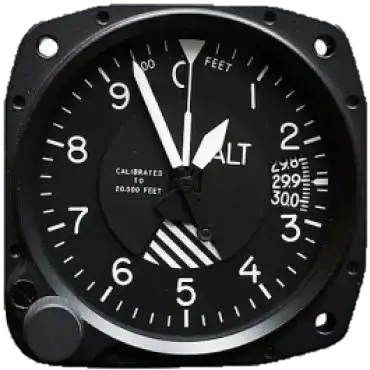 00 FEET
0
9 1
ALT
8 2
CALIBRATED
TO
20,000 FEET
29.8
29.9
30.0
7 3
6 4
5